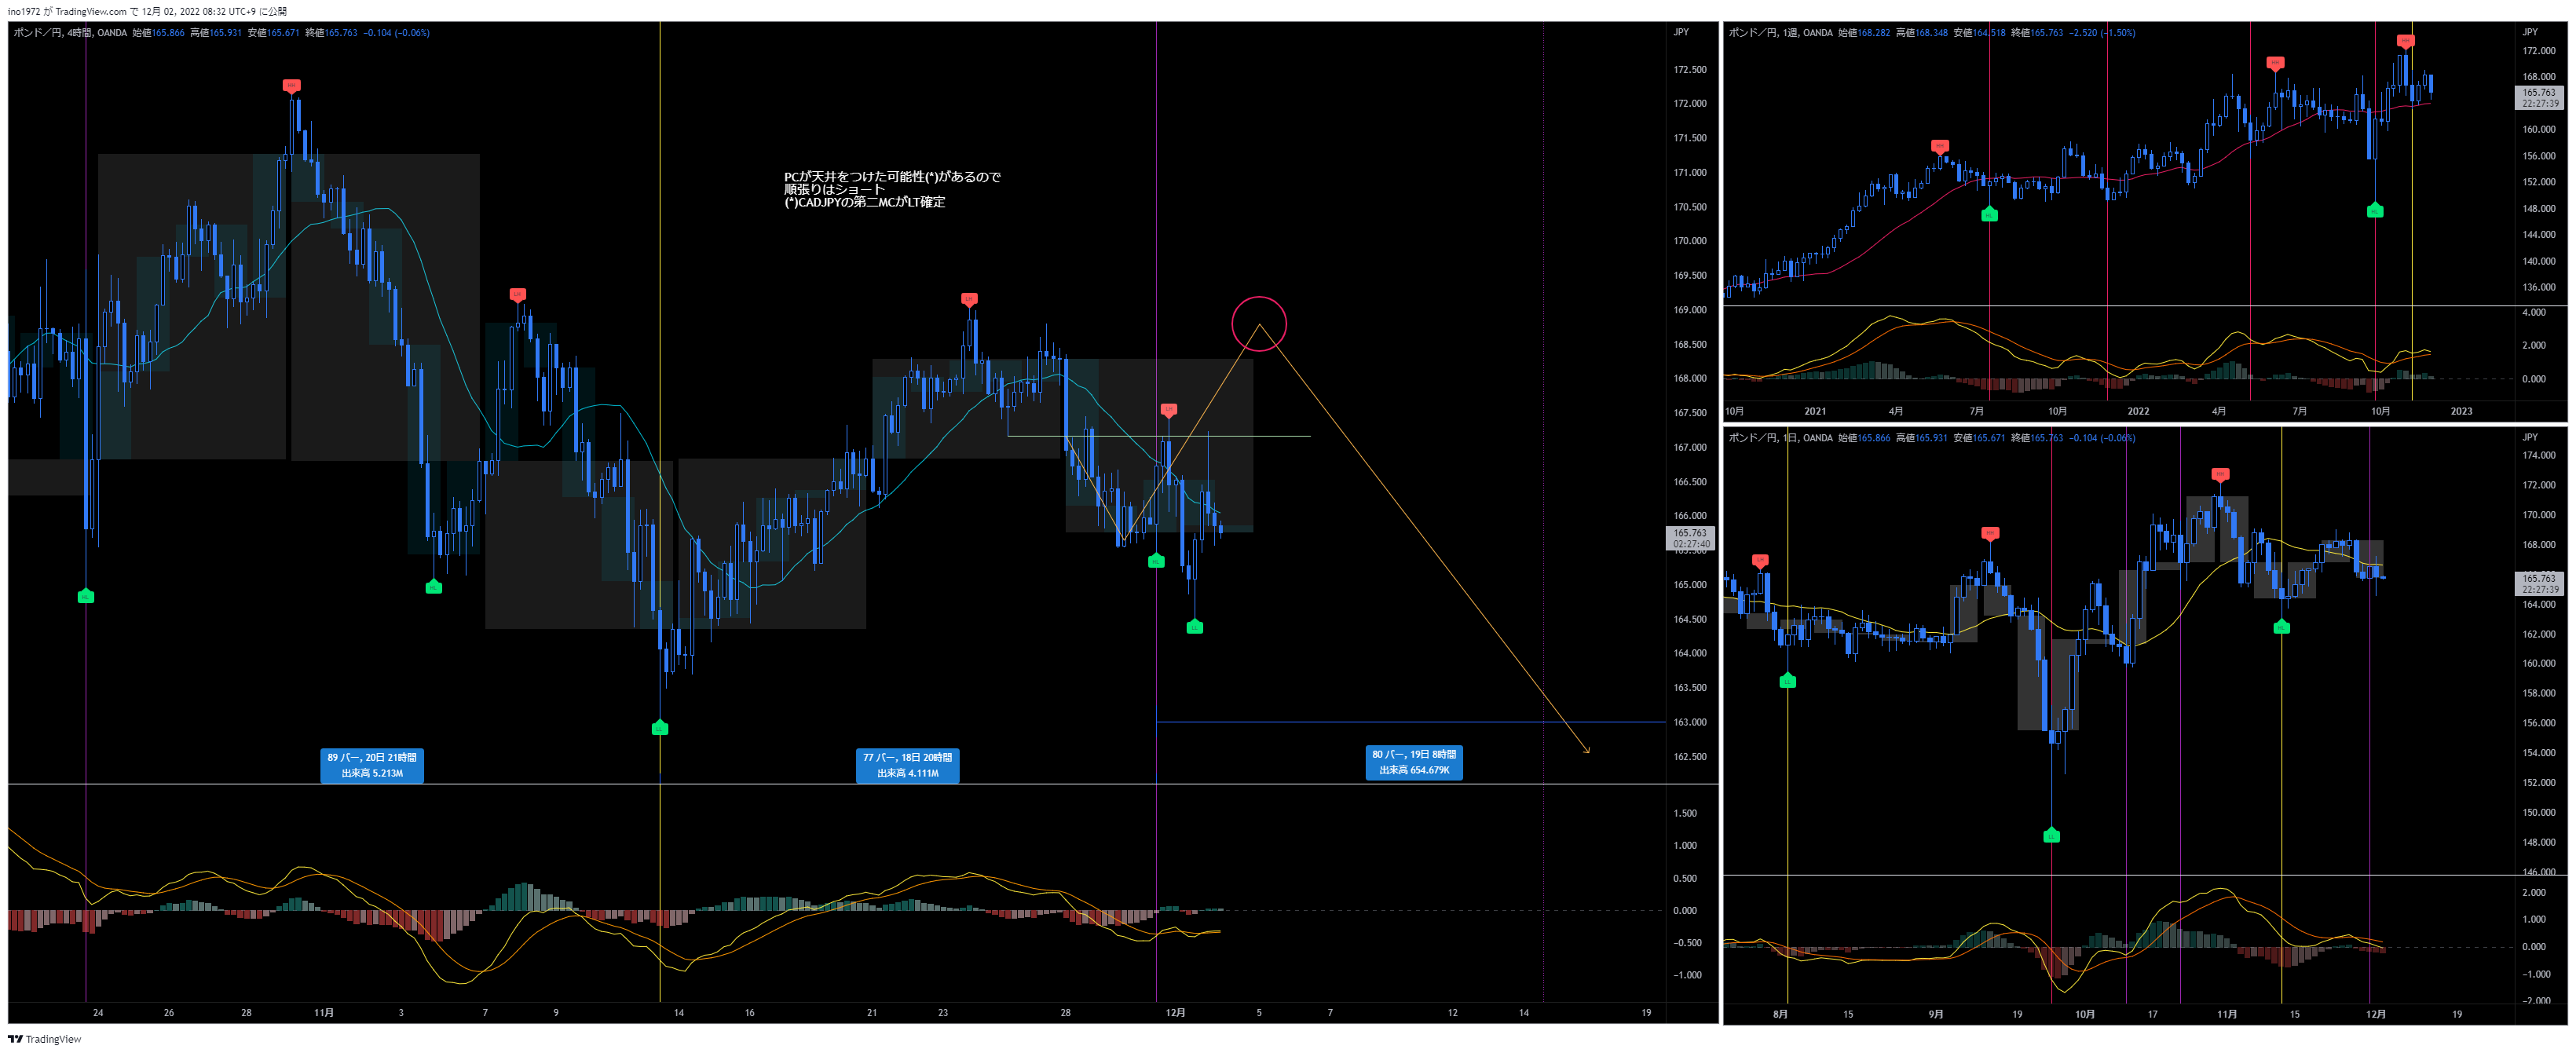 ino1972 が TradingView.com で 12月 02, 2022 08:32 UTC+9 に公開
ポンド／円, 4時間, OANDA 始値165.866 高値165.931 安値165.671 終値165.763 −0.104 (−0.06%)
JPY
172.500
172.000
171.500
171.000
170.500
170.000
169.500
169.000
168.500
168.000
167.500
167.000
166.500
166.000
165.763
02:27:40
165.000
164.500
164.000
163.500
163.000
162.500
HH
LH
LH
LH
HL
HL
LL
HL
LL
PCが天井をつけた可能性(*)があるので
順張りはショート
(*)CADJPYの第二MCがLT確定
89 バー, 20日 21時間
出来高 5.213M
77 バー, 18日 20時間
出来高 4.111M
80 バー, 19日 8時間
出来高 654.679K
1.500
1.000
0.500
0.000
−0.500
−1.000
24 26 28 11月 3 7 9 14 16 21 23 28 12月 5 7 12 14 19
ポンド／円, 1週, OANDA 始値168.282 高値168.348 安値164.518 終値165.763 −2.520 (−1.50%)
JPY
172.000
168.000
165.763
22:27:39
160.000
156.000
152.000
148.000
144.000
140.000
136.000
HH
HH
HH
HL
HL
4.000
2.000
0.000
10月 2021 4月 7月 10月 2022 4月 7月 10月 2023
ポンド／円, 1日, OANDA 始値165.866 高値165.931 安値165.671 終値165.763 −0.104 (−0.06%)
JPY
174.000
172.000
170.000
168.000
165.763
22:27:39
164.000
162.000
160.000
158.000
156.000
154.000
152.000
150.000
148.000
146.000
LH
HH
HH
LL
LL
HL
2.000
1.000
0.000
−1.000
−2.000
8月 15 9月 19 10月 17 11月 15 12月 19
TradingView